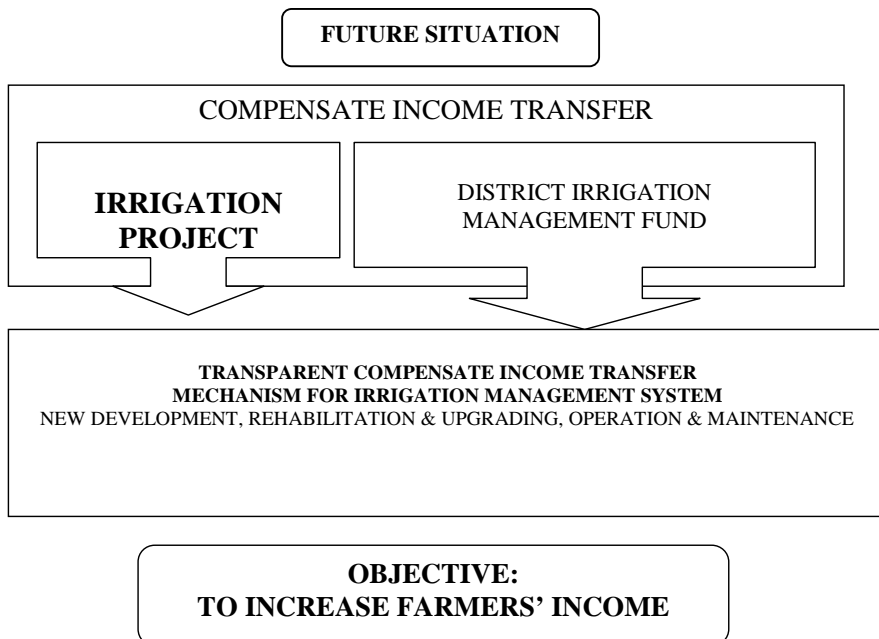 FUTURE SITUATION
COMPENSATE INCOME TRANSFER
IRRIGATION
PROJECT
DISTRICT IRRIGATION
MANAGEMENT FUND
TRANSPARENT COMPENSATE INCOME TRANSFER
MECHANISM FOR IRRIGATION MANAGEMENT SYSTEM
NEW DEVELOPMENT, REHABILITATION & UPGRADING, OPERATION & MAINTENANCE
OBJECTIVE:
TO INCREASE FARMERS’ INCOME